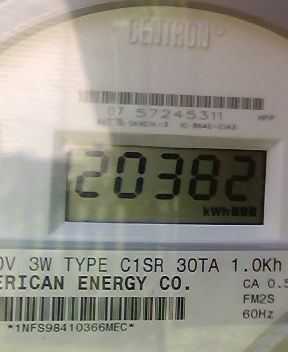 CENTRON®
07 57245311 HPP
20382
kWh
0V 3W TYPE C1SR 30TA 1.0Kh
ERICAN ENERGY CO. CA 0.5
FM2S
*1NFS98410366MEC* 60Hz